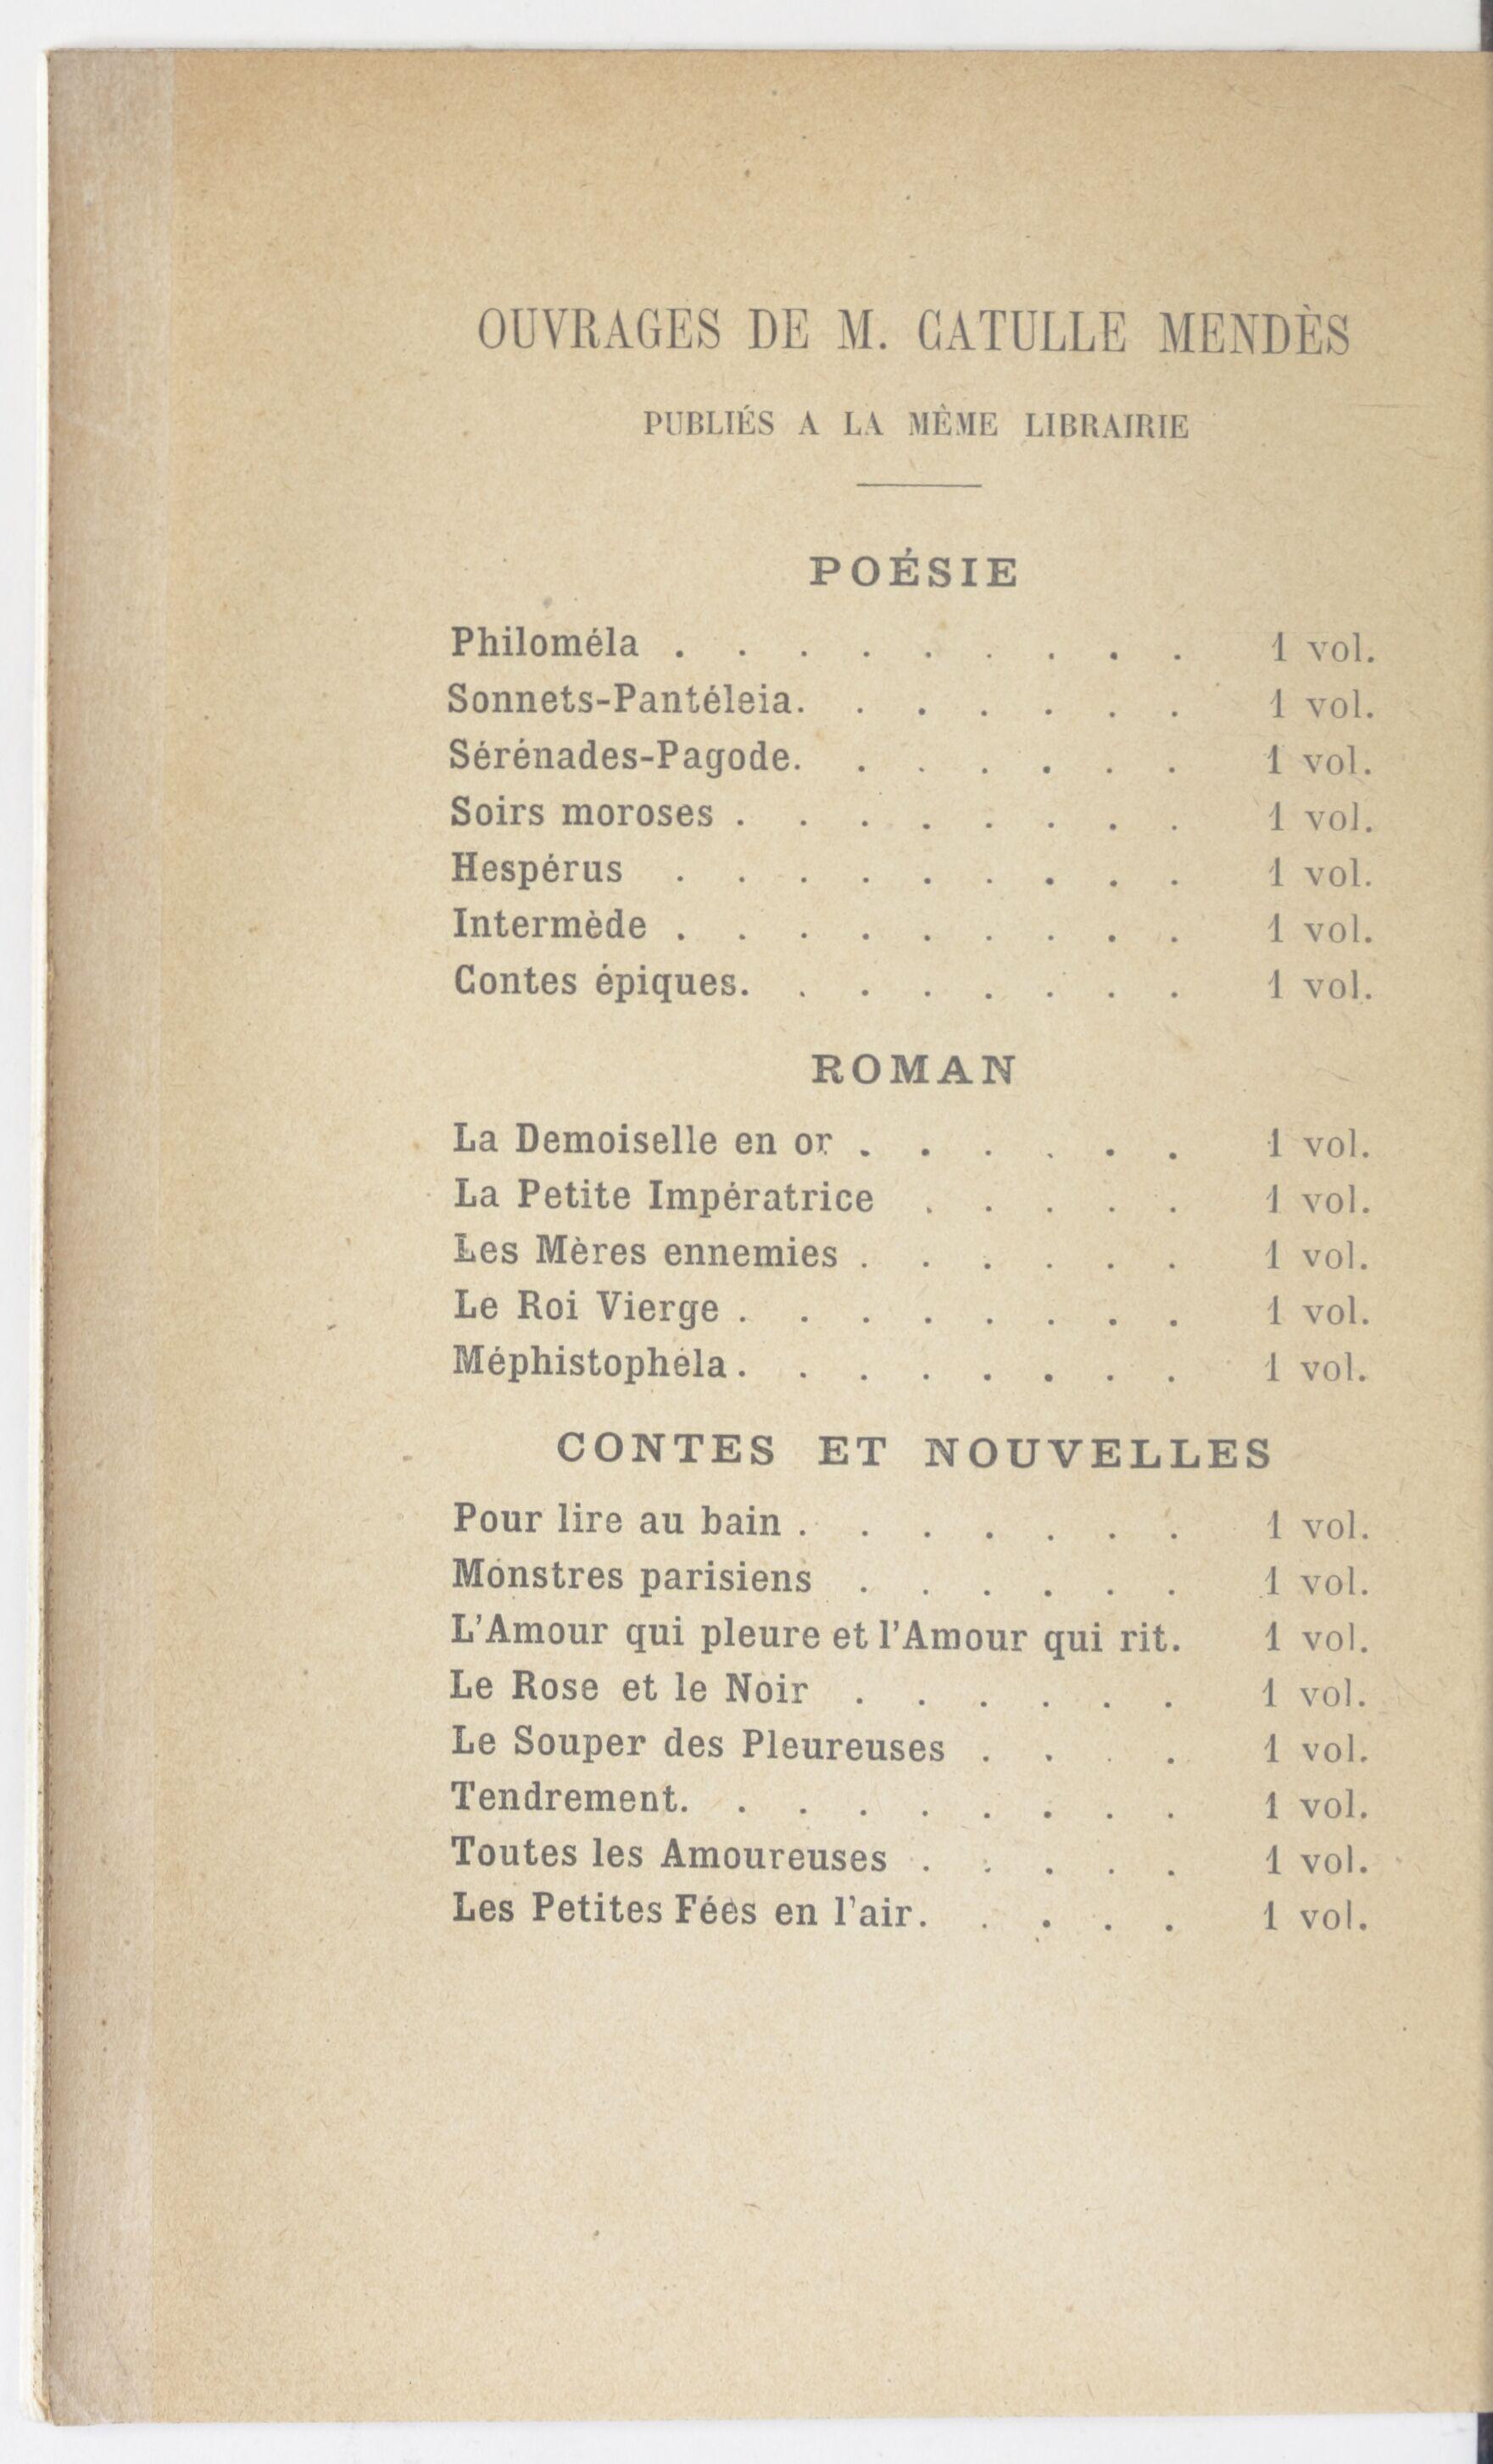 OUVRAGES DE M. CATULLE MENDÈS
PUBLIÉS A LA MÊME LIBRAIRIE
POÉSIE
Philoméla . . . . . . . . . 1 vol.
Sonnets-Pantéleia. . . . . . . 1 vol.
Sérénades-Pagode. . . . . . . 1 vol.
Soirs moroses . . . . . . . . 1 vol.
Hespérus . . . . . . . . . 1 vol.
Intermède . . . . . . . . . 1 vol.
Contes épiques. . . . . . . . 1 vol.
ROMAN
La Demoiselle en or . . . . . . 1 vol.
La Petite Impératrice . . . . . 1 vol.
Les Mères ennemies . . . . . . 1 vol.
Le Roi Vierge . . . . . . . . 1 vol.
Méphistophéla. . . . . . . . 1 vol.
CONTES ET NOUVELLES
Pour lire au bain . . . . . . . 1 vol.
Monstres parisiens . . . . . . 1 vol.
L'Amour qui pleure et l'Amour qui rit. 1 vol.
Le Rose et le Noir . . . . . . 1 vol.
Le Souper des Pleureuses . . . . 1 vol.
Tendrement. . . . . . . . . 1 vol.
Toutes les Amoureuses . . . . . 1 vol.
Les Petites Fées en l'air. . . . . 1 vol.